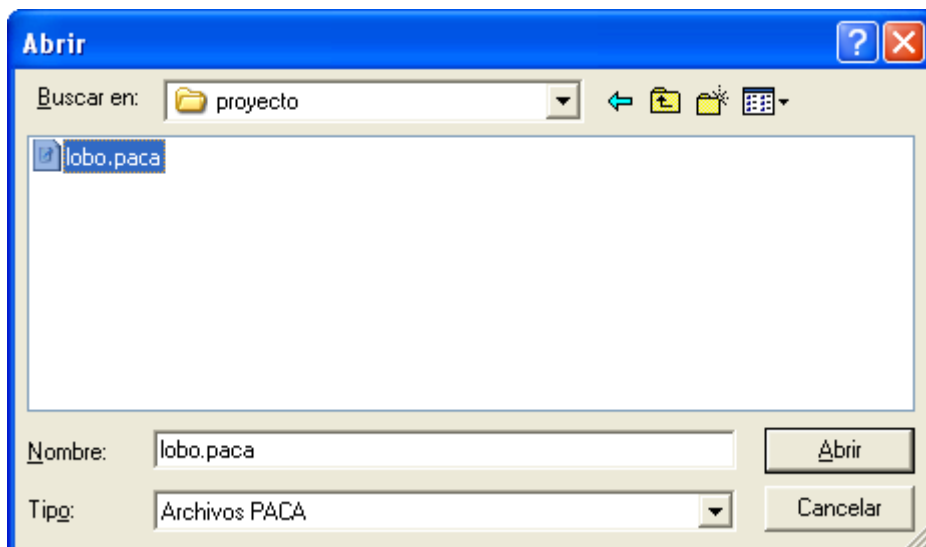 Abrir
Buscar en: proyecto
lobo.paca
Nombre: lobo.paca Abrir
Tipo: Archivos PACA Cancelar